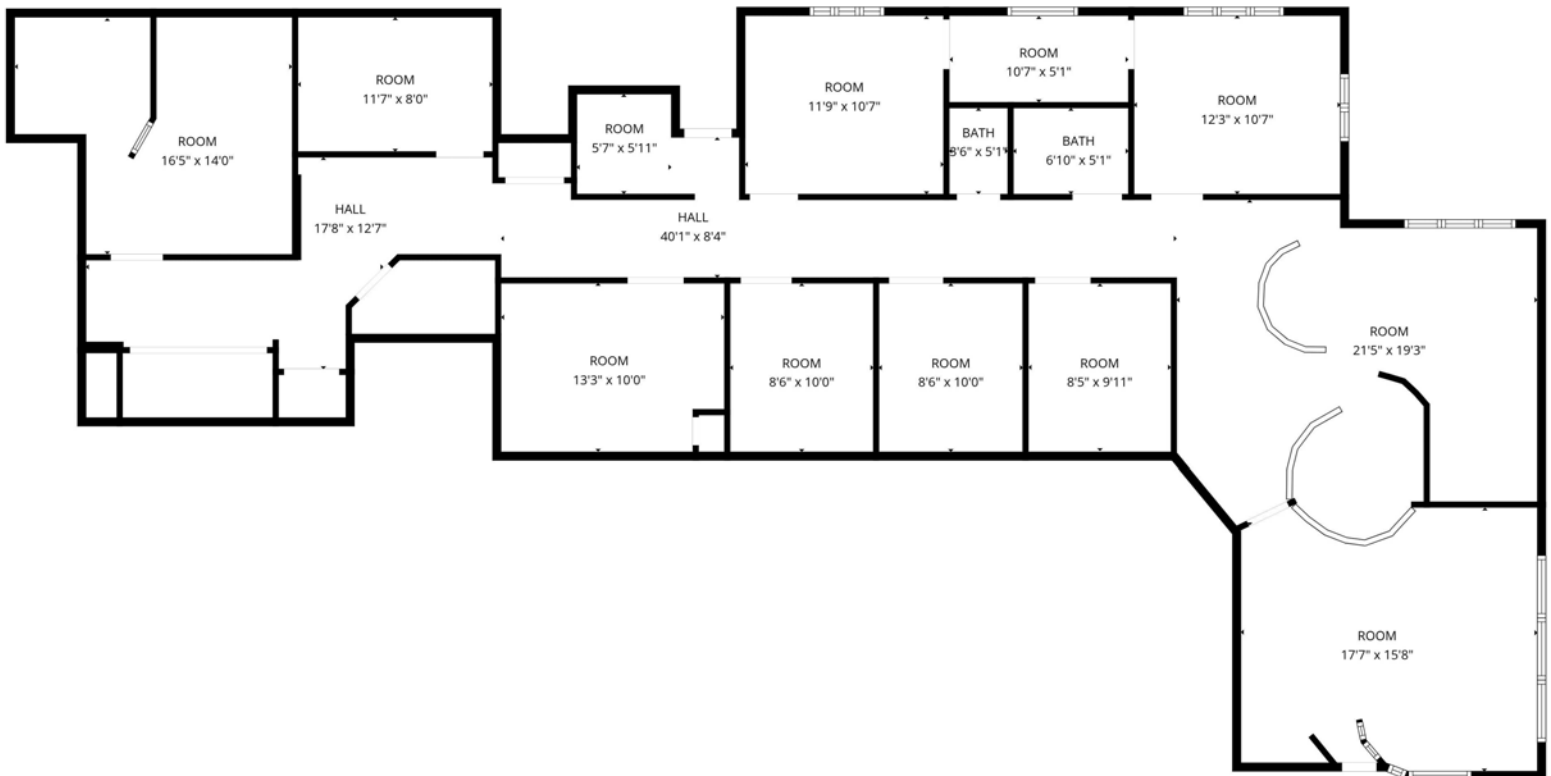 ROOM
16'5" x 14'0"
ROOM
11'7" x 8'0"
HALL
17'8" x 12'7"
ROOM
5'7" x 5'11"
HALL
40'1" x 8'4"
ROOM
11'9" x 10'7"
ROOM
10'7" x 5'1"
BATH
3'6" x 5'1"
BATH
6'10" x 5'1"
ROOM
12'3" x 10'7"
ROOM
13'3" x 10'0"
ROOM
8'6" x 10'0"
ROOM
8'6" x 10'0"
ROOM
8'5" x 9'11"
ROOM
21'5" x 19'3"
ROOM
17'7" x 15'8"